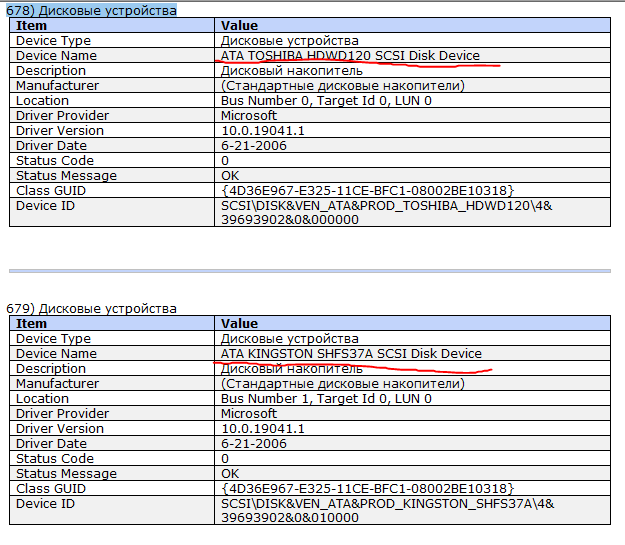 678) Дисковые устройства
Item Value
Device Type Дисковые устройства
Device Name ATA TOSHIBA HDWD120 SCSI Disk Device
Description Дисковый накопитель
Manufacturer (Стандартные дисковые накопители)
Location Bus Number 0, Target Id 0, LUN 0
Driver Provider Microsoft
Driver Version 10.0.19041.1
Driver Date 6-21-2006
Status Code 0
Status Message OK
Class GUID {4D36E967-E325-11CE-BFC1-08002BE10318}
Device ID SCSI\DISK&VEN_ATA&PROD_TOSHIBA_HDWD120\4&
39693902&0&000000
679) Дисковые устройства
Item Value
Device Type Дисковые устройства
Device Name ATA KINGSTON SHFS37A SCSI Disk Device
Description Дисковый накопитель
Manufacturer (Стандартные дисковые накопители)
Location Bus Number 1, Target Id 0, LUN 0
Driver Provider Microsoft
Driver Version 10.0.19041.1
Driver Date 6-21-2006
Status Code 0
Status Message OK
Class GUID {4D36E967-E325-11CE-BFC1-08002BE10318}
Device ID SCSI\DISK&VEN_ATA&PROD_KINGSTON_SHFS37A\4&
39693902&0&010000